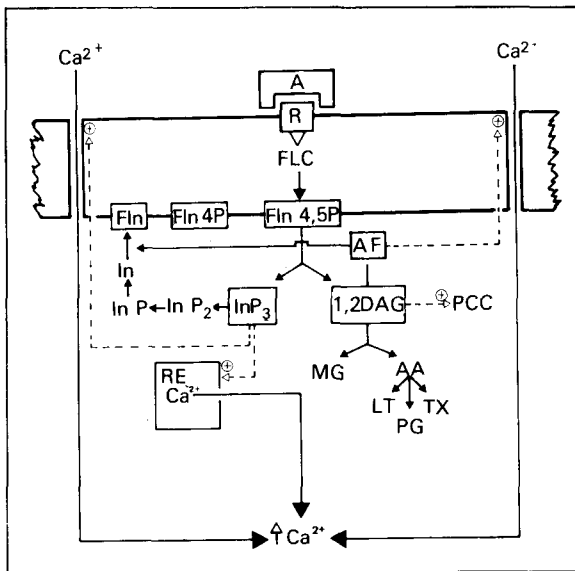 Ca²⁺ Ca²⁻
A
⊕ R ⊕
FLC
FIn FIn 4P FIn 4,5P
AF
In
In P In P₂ InP₃ 1,2DAG ⊕ PCC
RE ⊕ MG AA
Ca²⁺ LT TX
PG
Ca²⁺